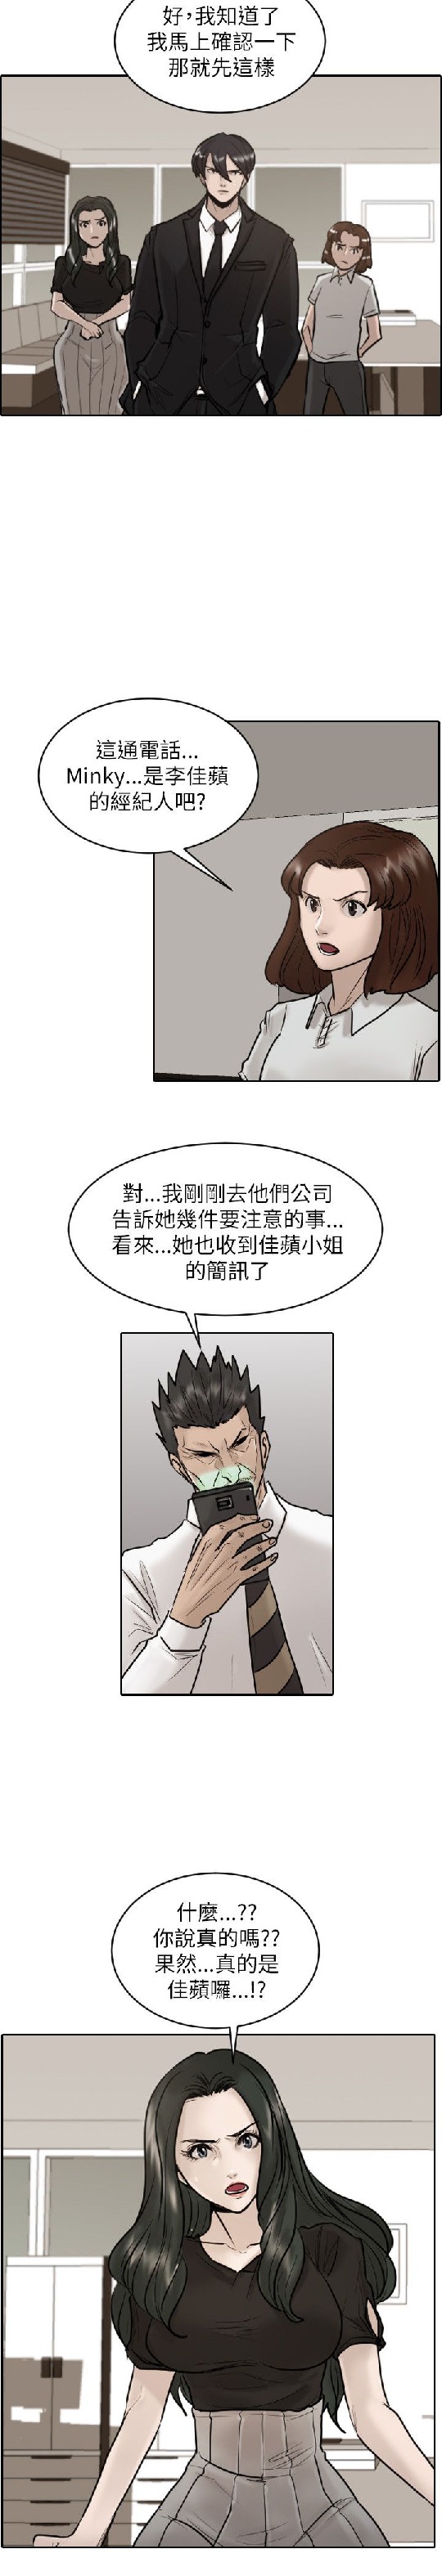 好，我知道了
我馬上確認一下
那就先這樣
這通電話...
Minky...是李佳蘋
的經紀人吧?
對...我剛剛去他們公司
告訴她幾件要注意的事...
看來...她也收到佳蘋小姐
的簡訊了
什麼...??
你說真的嗎??
果然...真的是
佳蘋囉...!?